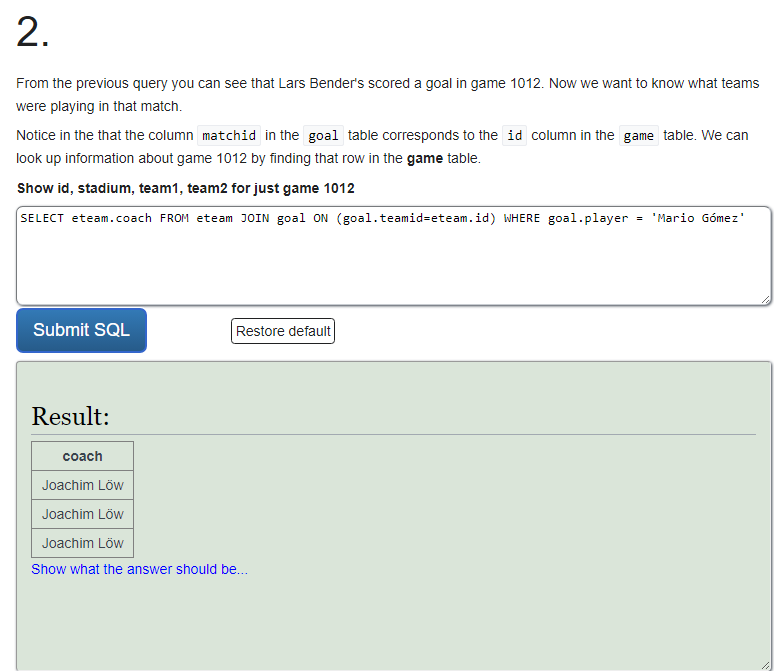 2.
From the previous query you can see that Lars Bender's scored a goal in game 1012. Now we want to know what teams
were playing in that match.
Notice in the that the column matchid in the goal table corresponds to the id column in the game table. We can
look up information about game 1012 by finding that row in the game table.
Show id, stadium, team1, team2 for just game 1012
SELECT eteam.coach FROM eteam JOIN goal ON (goal.teamid=eteam.id) WHERE goal.player = 'Mario Gómez'
Submit SQL
Restore default
Result:
coach
Joachim Löw
Joachim Löw
Joachim Löw
Show what the answer should be...